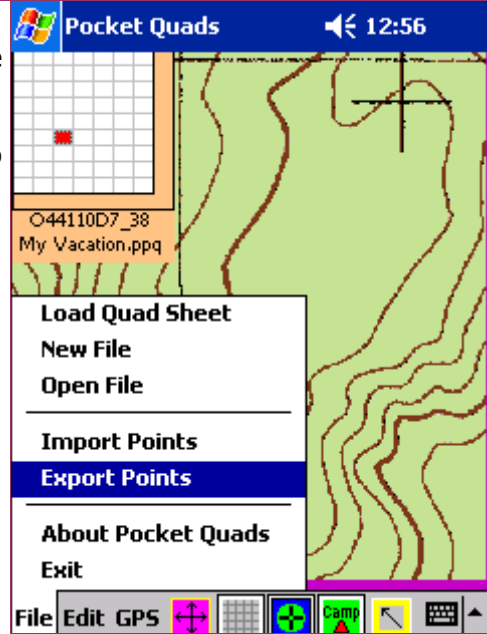 Pocket Quads 12:56
O44110D7_38
My Vacation.ppq
Load Quad Sheet
New File
Open File
Import Points
Export Points
About Pocket Quads
Exit
File Edit GPS Camp